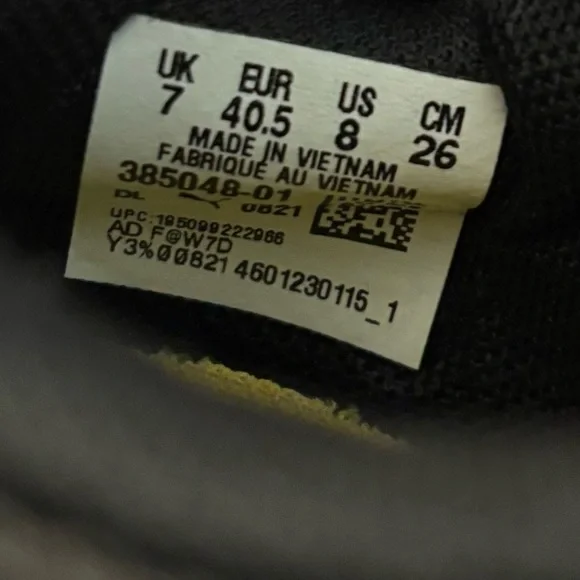 UK EUR US CM
7 40.5 8 26
MADE IN VIETNAM
FABRIQUE AU VIETNAM
385048-01
DL 0821
UPC:195099222966
AD F@W7D
Y3%00821 4601230115_1